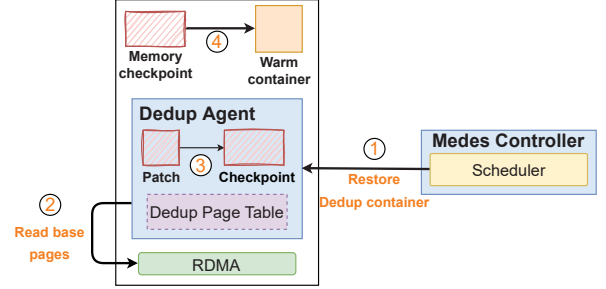 ④
Memory
checkpoint
Warm
container
Dedup Agent
③
Patch
Checkpoint
Dedup Page Table
①
Restore
Dedup container
Medes Controller
Scheduler
②
Read base
pages
RDMA